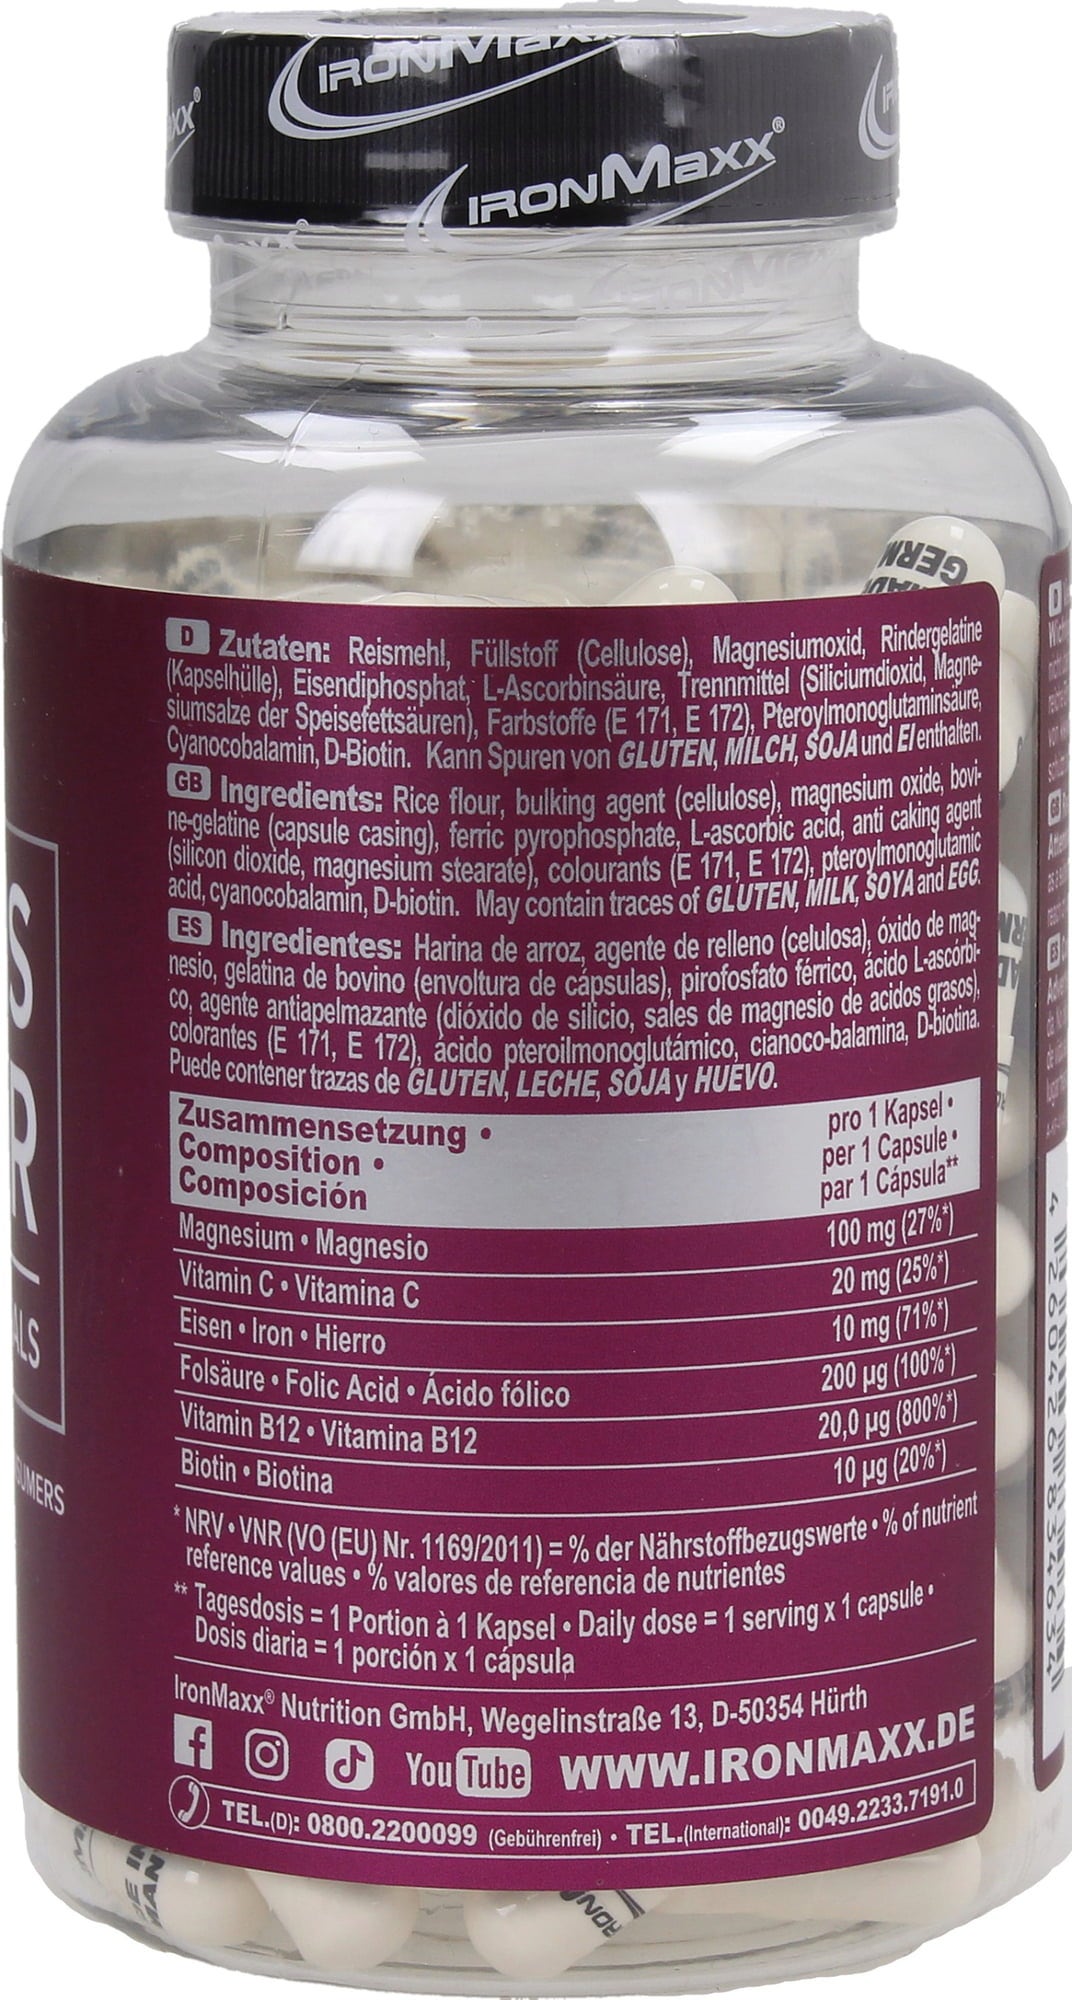 IRONMaxx
IRONMaxx®
D Zutaten: Reismehl, Füllstoff (Cellulose), Magnesiumoxid, Rindergelatine
(Kapselhülle), Eisendiphosphat, L-Ascorbinsäure, Trennmittel (Siliciumdioxid, Magne-
siumsalze der Speisefettsäuren), Farbstoffe (E 171, E 172), Pteroylmonoglutaminsäure,
Cyanocobalamin, D-Biotin. Kann Spuren von GLUTEN, MILCH, SOJA und EI enthalten.
GB Ingredients: Rice flour, bulking agent (cellulose), magnesium oxide, bovi-
ne-gelatine (capsule casing), ferric pyrophosphate, L-ascorbic acid, anti caking agent
(silicon dioxide, magnesium stearate), colourants (E 171, E 172), pteroylmonoglutamic
acid, cyanocobalamin, D-biotin. May contain traces of GLUTEN, MILK, SOYA and EGG.
ES Ingredientes: Harina de arroz, agente de relleno (celulosa), óxido de mag-
nesio, gelatina de bovino (envoltura de cápsulas), pirofosfato férrico, ácido L-ascórbi-
co, agente antiapelmazante (dióxido de silicio, sales de magnesio de acidos grasos),
colorantes (E 171, E 172), ácido pteroilmonoglutámico, cianoco-balamina, D-biotina.
Puede contener trazas de GLUTEN, LECHE, SOJA y HUEVO.
Zusammensetzung • pro 1 Kapsel •
Composition • per 1 Capsule •
Composición par 1 Cápsula**
Magnesium • Magnesio 100 mg (27%*)
Vitamin C • Vitamina C 20 mg (25%*)
Eisen • Iron • Hierro 10 mg (71%*)
Folsäure • Folic Acid • Ácido fólico 200 µg (100%*)
Vitamin B12 • Vitamina B12 20,0 µg (800%*)
Biotin • Biotina 10 µg (20%*)
* NRV • VNR (VO (EU) Nr. 1169/2011) = % der Nährstoffbezugswerte • % of nutrient
reference values • % valores de referencia de nutrientes
** Tagesdosis = 1 Portion à 1 Kapsel • Daily dose = 1 serving x 1 capsule •
Dosis diaria = 1 porción x 1 cápsula
IronMaxx® Nutrition GmbH, Wegelinstraße 13, D-50354 Hürth
YouTube WWW.IRONMAXX.DE
TEL.(D): 0800.2200099 (Gebührenfrei) • TEL.(International): 0049.2233.7191.0
S
R
ALS
SUMERS
4 260426 834634